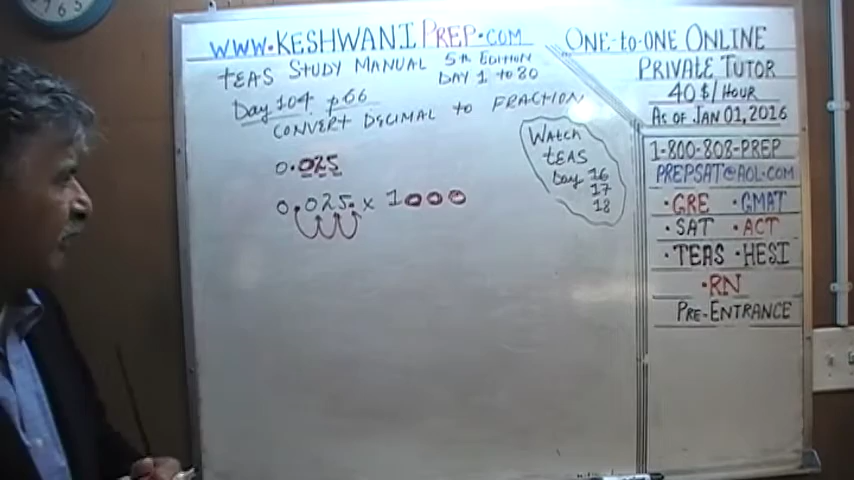 WWW.KESHWANI PREP.COM
TEAS STUDY MANUAL 5TH EDITION
DAY 1 TO 80
Day 104 p66
CONVERT DECIMAL to FRACTION
0.025
0.025. x 1000
WATCH
tEAS
Day 16
17
18
ONE-to-ONE ONLINE
PRIVATE TUTOR
40 $/HOUR
AS OF JAN 01, 2016
1-800-808-PREP
PREPSAT@AOL.COM
• GRE • GMAT
• SAT • ACT
• TEAS • HESI
• RN
PRE-ENTRANCE